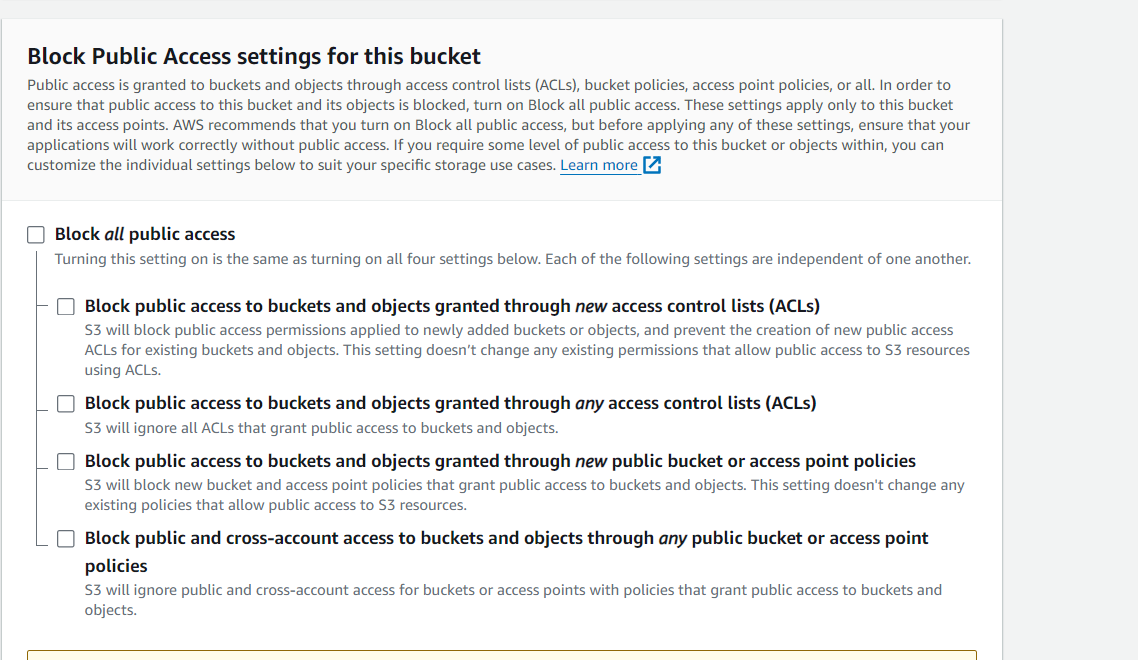 Block Public Access settings for this bucket
Public access is granted to buckets and objects through access control lists (ACLs), bucket policies, access point policies, or all. In order to
ensure that public access to this bucket and its objects is blocked, turn on Block all public access. These settings apply only to this bucket
and its access points. AWS recommends that you turn on Block all public access, but before applying any of these settings, ensure that your
applications will work correctly without public access. If you require some level of public access to this bucket or objects within, you can
customize the individual settings below to suit your specific storage use cases. Learn more
Block all public access
Turning this setting on is the same as turning on all four settings below. Each of the following settings are independent of one another.
Block public access to buckets and objects granted through new access control lists (ACLs)
S3 will block public access permissions applied to newly added buckets or objects, and prevent the creation of new public access
ACLs for existing buckets and objects. This setting doesn’t change any existing permissions that allow public access to S3 resources
using ACLs.
Block public access to buckets and objects granted through any access control lists (ACLs)
S3 will ignore all ACLs that grant public access to buckets and objects.
Block public access to buckets and objects granted through new public bucket or access point policies
S3 will block new bucket and access point policies that grant public access to buckets and objects. This setting doesn't change any
existing policies that allow public access to S3 resources.
Block public and cross-account access to buckets and objects through any public bucket or access point
policies
S3 will ignore public and cross-account access for buckets or access points with policies that grant public access to buckets and
objects.